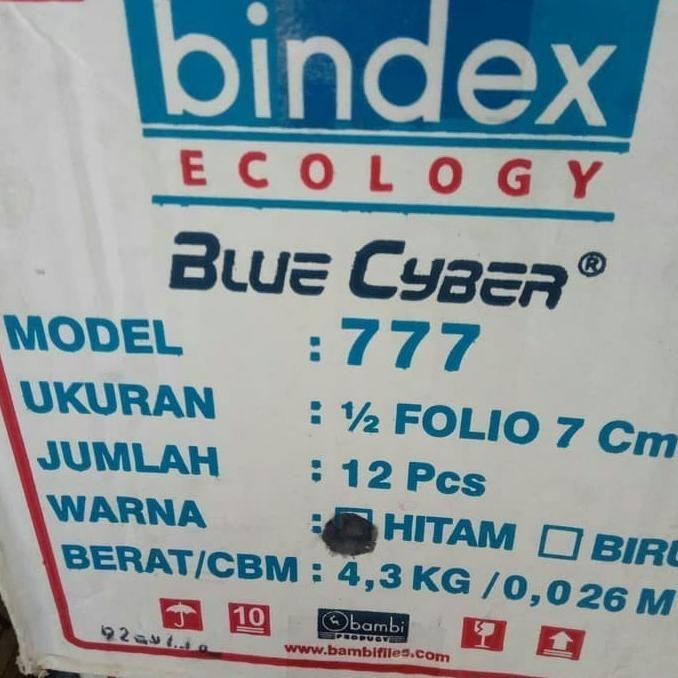 bindex
ECOLOGY
BLUE CYBER ®
MODEL : 777
UKURAN : ½ FOLIO 7 Cm
JUMLAH : 12 Pcs
WARNA : HITAM BIRU
BERAT/CBM : 4,3 KG / 0,026 M
10
bambi
PRODUCT
www.bambifiles.com